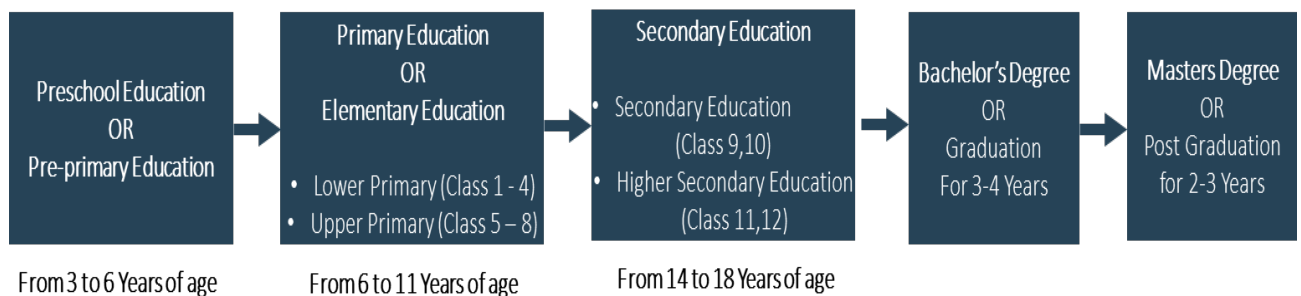 Preschool Education
OR
Pre-primary Education
Primary Education
OR
Elementary Education
• Lower Primary (Class 1 - 4)
• Upper Primary (Class 5 – 8)
Secondary Education
• Secondary Education
(Class 9,10)
• Higher Secondary Education
(Class 11,12)
Bachelor's Degree
OR
Graduation
For 3-4 Years
Masters Degree
OR
Post Graduation
for 2-3 Years
From 3 to 6 Years of age
From 6 to 11 Years of age
From 14 to 18 Years of age